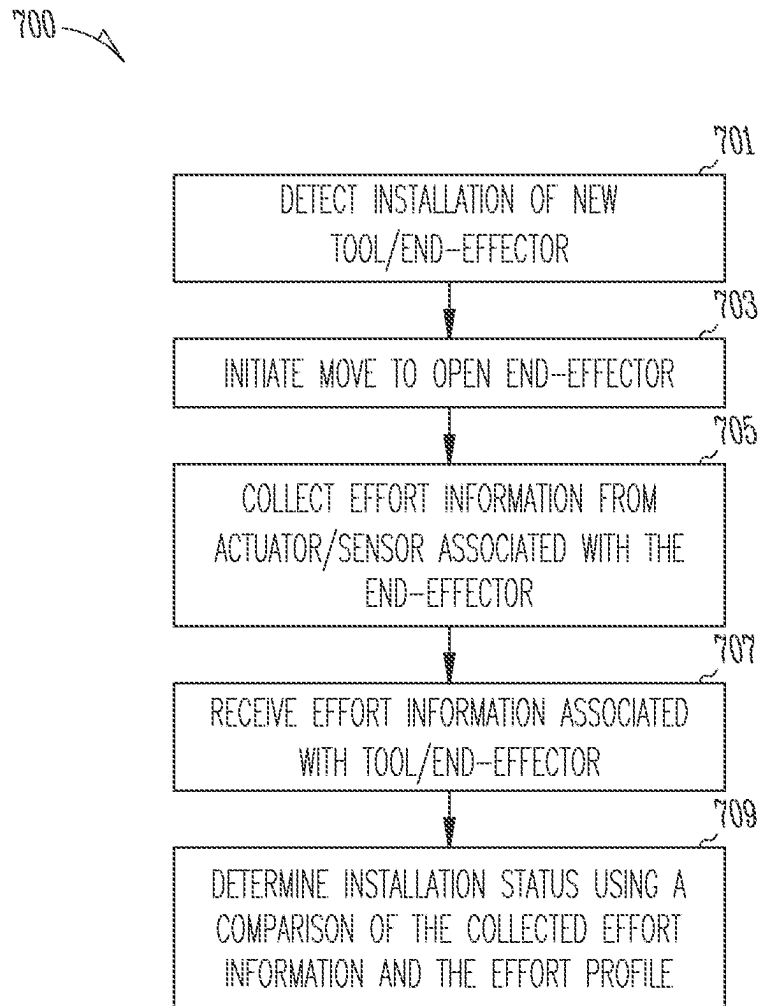 700
701
DETECT INSTALLATION OF NEW
TOOL/END-EFFECTOR
703
INITIATE MOVE TO OPEN END-EFFECTOR
705
COLLECT EFFORT INFORMATION FROM
ACTUATOR/SENSOR ASSOCIATED WITH THE
END-EFFECTOR
707
RECEIVE EFFORT INFORMATION ASSOCIATED
WITH TOOL/END-EFFECTOR
709
DETERMINE INSTALLATION STATUS USING A
COMPARISON OF THE COLLECTED EFFORT
INFORMATION AND THE EFFORT PROFILE